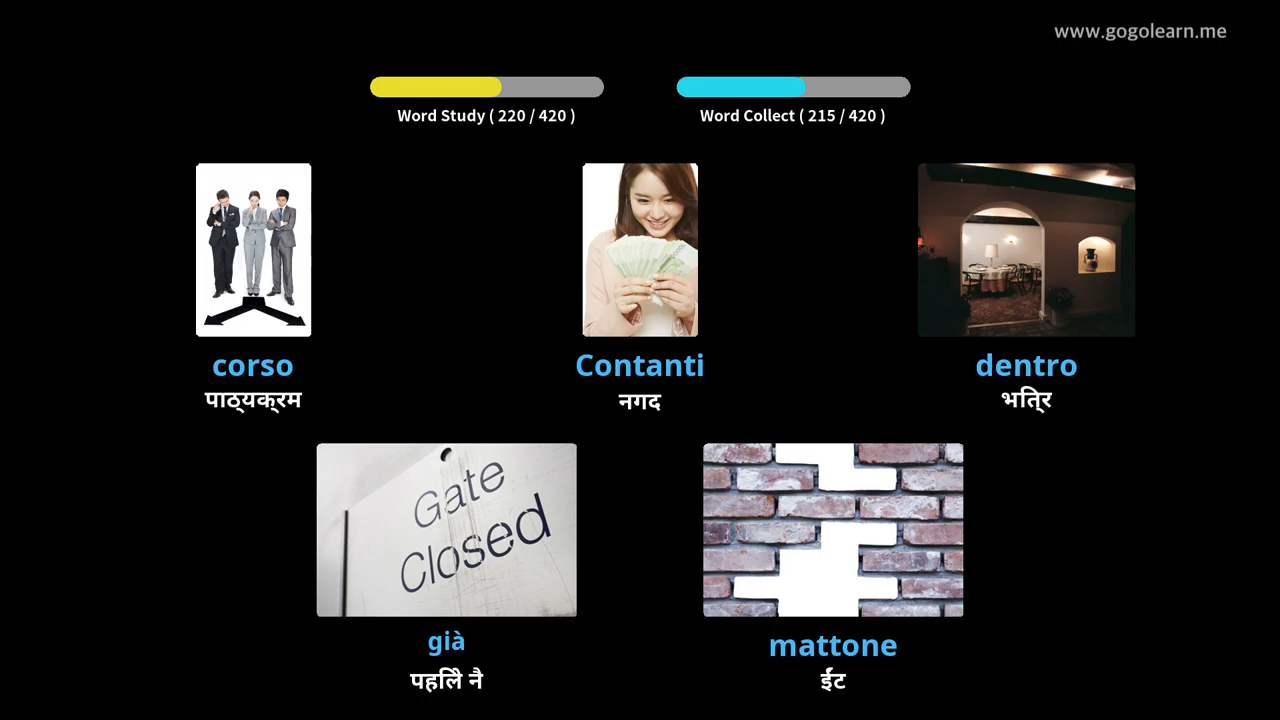 www.gogolearn.me
Word Study ( 220 / 420 )
Word Collect ( 215 / 420 )
corso
पाठ्यक्रम
Contanti
नगद
dentro
भित्र
Gate
Closed
già
पहिले नै
mattone
ईंट